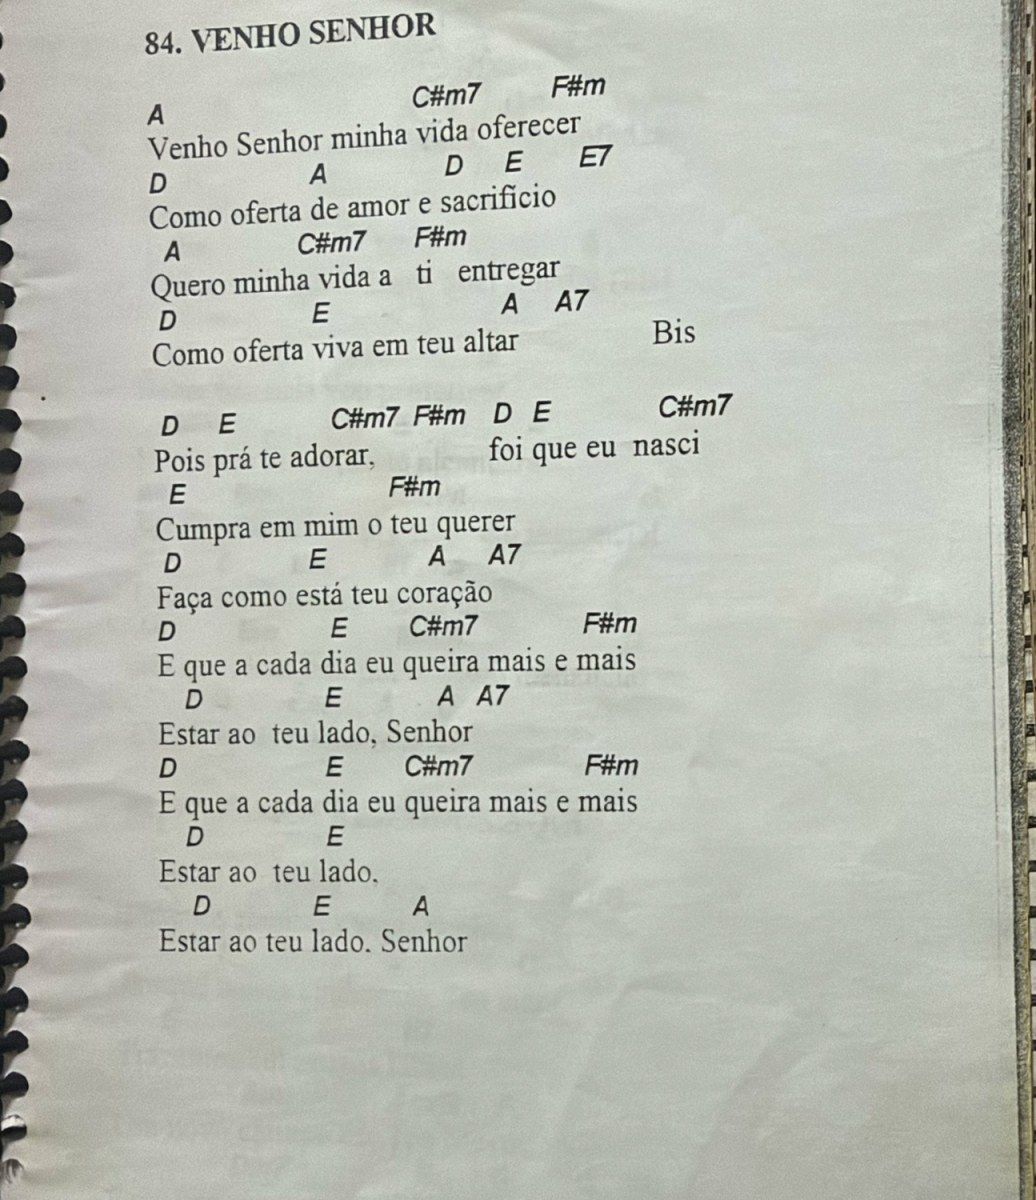 84. VENHO SENHOR
A C#m7 F#m
Venho Senhor minha vida oferecer
D A D E E7
Como oferta de amor e sacrifício
A C#m7 F#m
Quero minha vida a ti entregar
D E A A7
Como oferta viva em teu altar Bis
D E C#m7 F#m D E C#m7
Pois prá te adorar, foi que eu nasci
E F#m
Cumpra em mim o teu querer
D E A A7
Faça como está teu coração
D E C#m7 F#m
E que a cada dia eu queira mais e mais
D E A A7
Estar ao teu lado, Senhor
D E C#m7 F#m
E que a cada dia eu queira mais e mais
D E
Estar ao teu lado.
D E A
Estar ao teu lado. Senhor